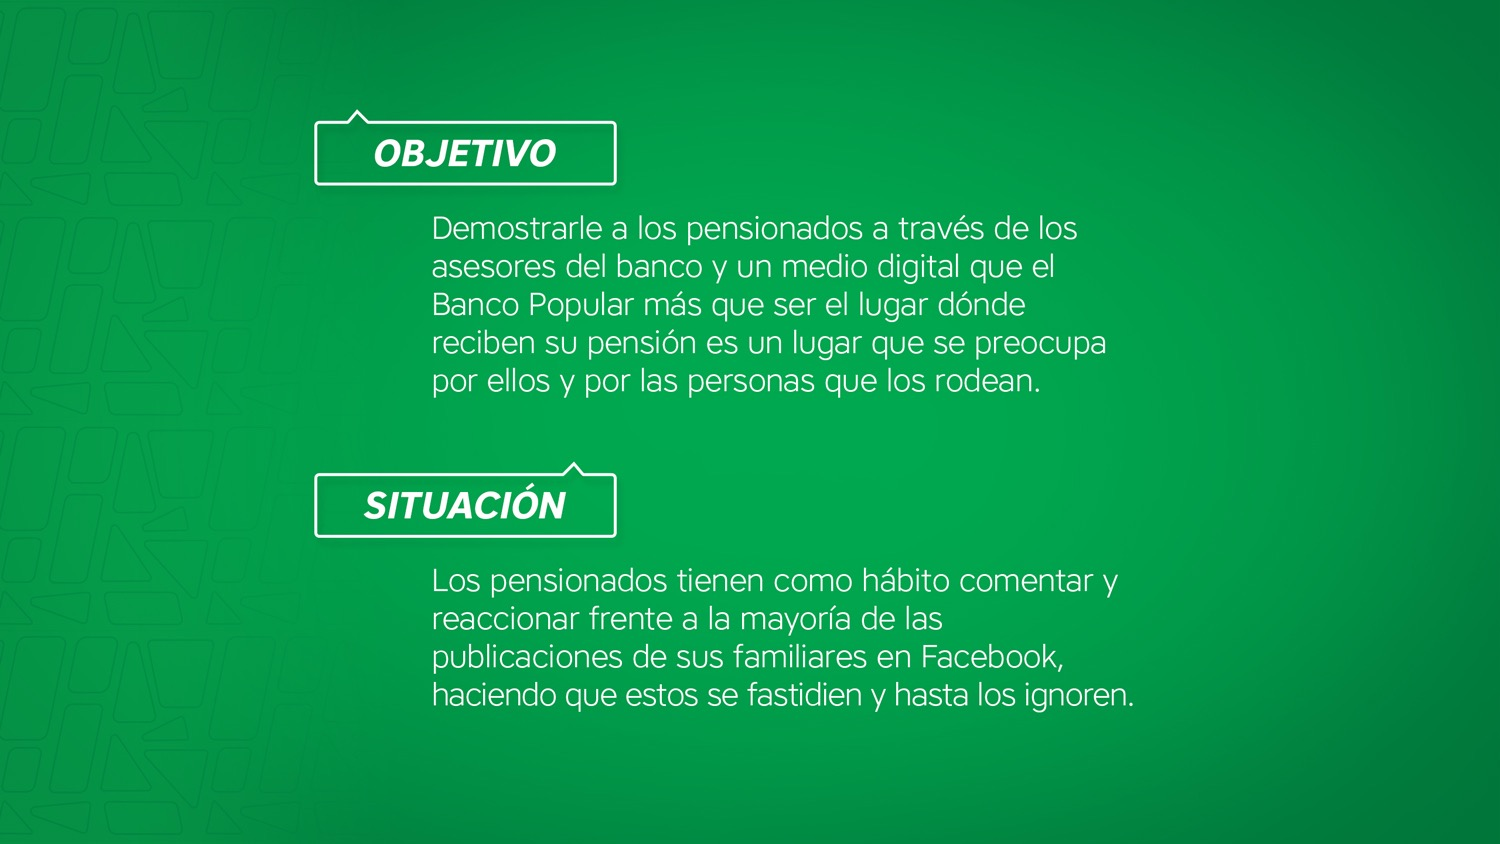 OBJETIVO
Demostrarle a los pensionados a través de los
asesores del banco y un medio digital que el
Banco Popular más que ser el lugar dónde
reciben su pensión es un lugar que se preocupa
por ellos y por las personas que los rodean.
SITUACIÓN
Los pensionados tienen como hábito comentar y
reaccionar frente a la mayoría de las
publicaciones de sus familiares en Facebook,
haciendo que estos se fastidien y hasta los ignoren.